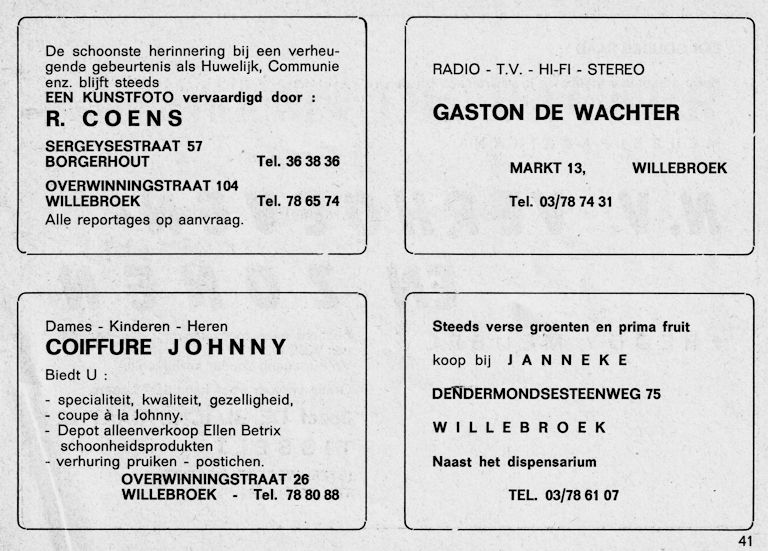 De schoonste herinnering bij een verheu-
gende gebeurtenis als Huwelijk, Communie
enz. blijft steeds
EEN KUNSTFOTO vervaardigd door :
R. COENS
SERGEYSESTRAAT 57
BORGERHOUT Tel. 36 38 36
OVERWINNINGSTRAAT 104
WILLEBROEK Tel. 78 65 74
Alle reportages op aanvraag.
RADIO - T.V. - HI-FI - STEREO
GASTON DE WACHTER
MARKT 13, WILLEBROEK
Tel. 03/78 74 31
Dames - Kinderen - Heren
COIFFURE JOHNNY
Biedt U :
- specialiteit, kwaliteit, gezelligheid,
- coupe à la Johnny.
- Depot alleenverkoop Ellen Betrix
schoonheidsprodukten
- verhuring pruiken - postichen.
OVERWINNINGSTRAAT 26
WILLEBROEK - Tel. 78 80 88
Steeds verse groenten en prima fruit
koop bij JANNEKE
DENDERMONDSESTEENWEG 75
WILLEBROEK
Naast het dispensarium
TEL. 03/78 61 07
41